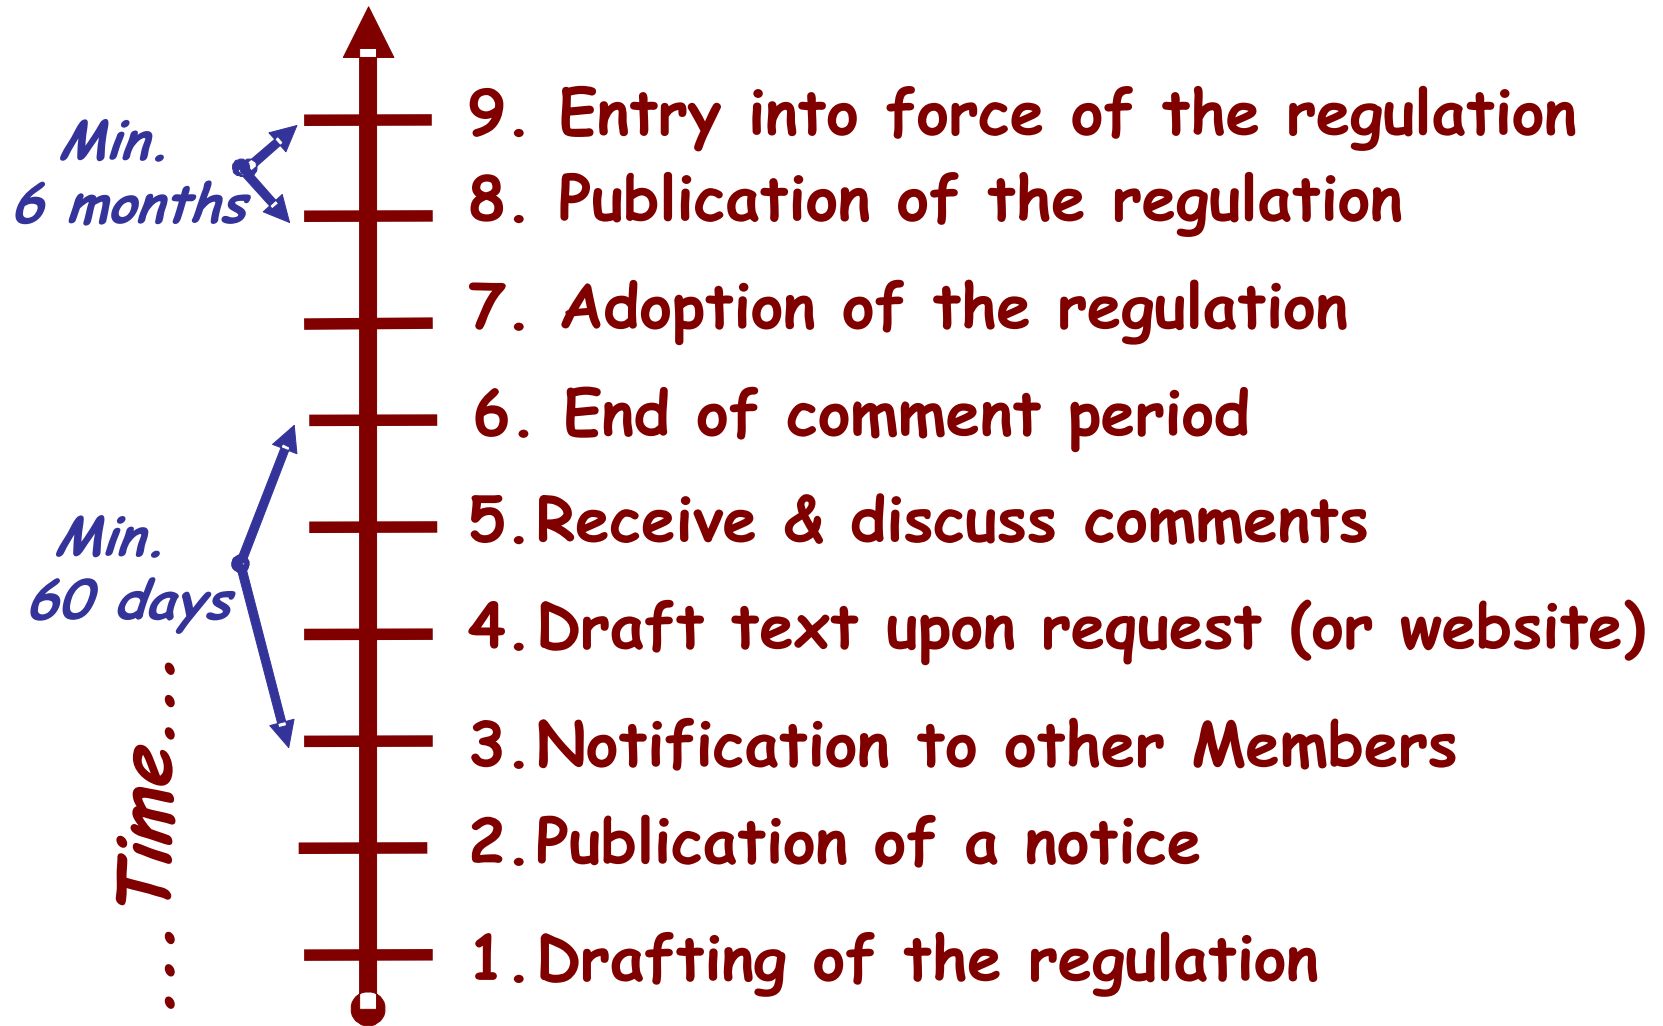 9. Entry into force of the regulation
Min.
6 months
8. Publication of the regulation
7. Adoption of the regulation
6. End of comment period
5.Receive & discuss comments
Min.
60 days
4.Draft text upon request (or website)
3.Notification to other Members
...Time...
2.Publication of a notice
1.Drafting of the regulation